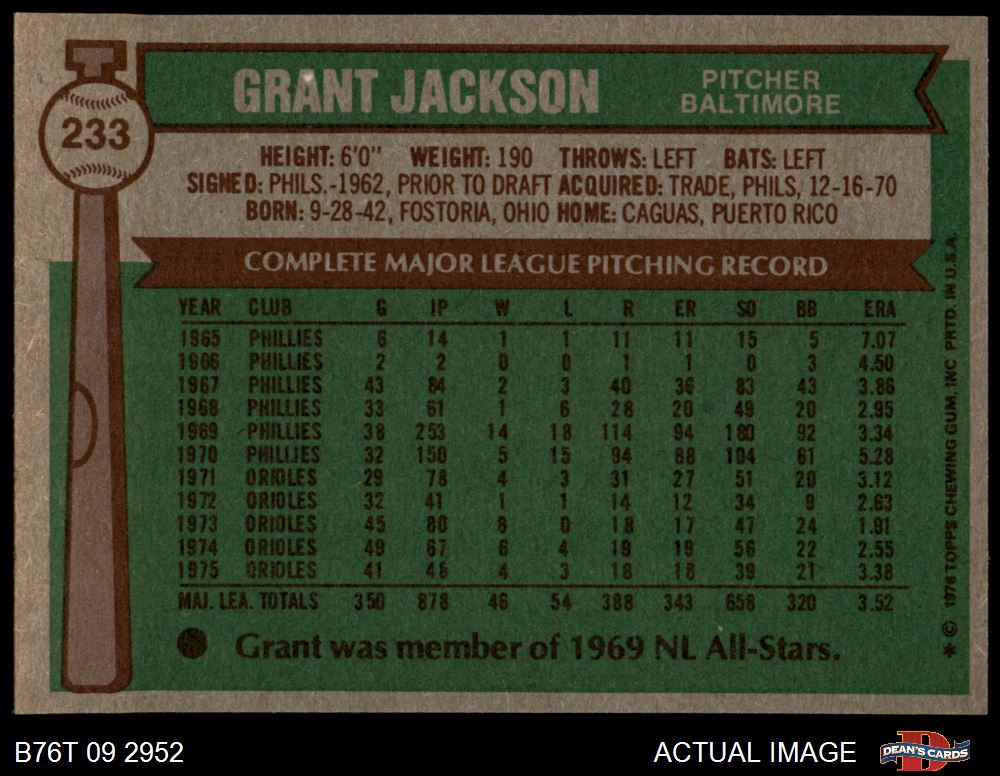 233
GRANT JACKSON
PITCHER
BALTIMORE
HEIGHT: 6'0" WEIGHT: 190 THROWS: LEFT BATS: LEFT
SIGNED: PHILS.-1962, PRIOR TO DRAFT ACQUIRED: TRADE, PHILS, 12-16-70
BORN: 9-28-42, FOSTORIA, OHIO HOME: CAGUAS, PUERTO RICO
COMPLETE MAJOR LEAGUE PITCHING RECORD
YEAR CLUB G IP W L R ER SO BB ERA
1965 PHILLIES 6 14 1 1 11 11 15 5 7.07
1966 PHILLIES 2 2 0 0 1 1 0 3 4.50
1967 PHILLIES 43 84 2 3 40 36 83 43 3.86
1968 PHILLIES 33 61 1 6 28 20 49 20 2.95
1969 PHILLIES 38 253 14 18 114 94 180 92 3.34
1970 PHILLIES 32 150 5 15 94 88 104 61 5.28
1971 ORIOLES 29 78 4 3 31 27 51 20 3.12
1972 ORIOLES 32 41 1 1 14 12 34 9 2.63
1973 ORIOLES 45 80 8 0 18 17 47 24 1.91
1974 ORIOLES 49 67 6 4 19 19 56 22 2.55
1975 ORIOLES 41 48 4 3 18 18 39 21 3.38
MAJ. LEA. TOTALS 350 878 46 54 388 343 658 320 3.52
● Grant was member of 1969 NL All-Stars.
* © 1976 TOPPS CHEWING GUM, INC PRTD. IN U.S.A.
B76T 09 2952
ACTUAL IMAGE
DEAN'S CARDS